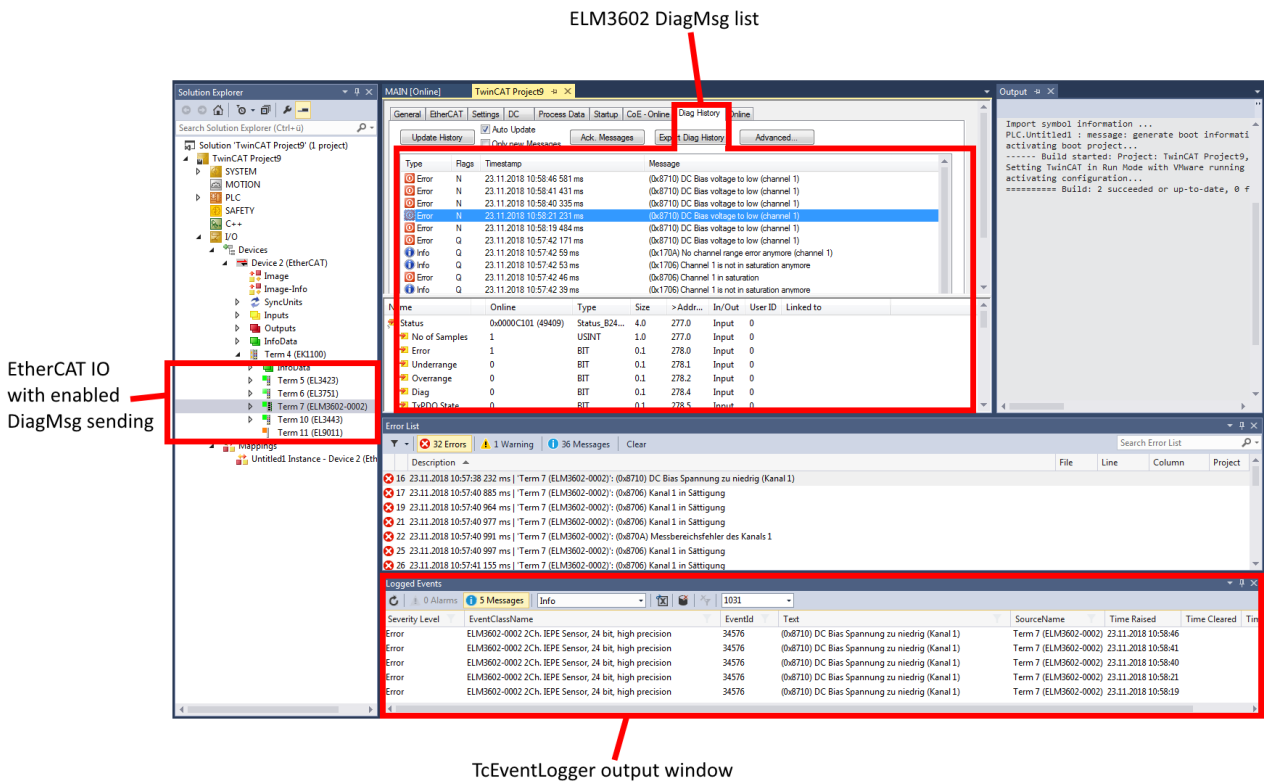 ELM3602 DiagMsg list
Solution Explorer
Search Solution Explorer (Ctrl+ü)
Solution 'TwinCAT Project9' (1 project)
TwinCAT Project9
SYSTEM
MOTION
PLC
SAFETY
C++
I/O
Devices
Device 2 (EtherCAT)
Image
Image-Info
SyncUnits
Inputs
Outputs
InfoData
Term 4 (EK1100)
InfoData
Term 5 (EL3423)
Term 6 (EL3751)
Term 7 (ELM3602-0002)
Term 10 (EL3443)
Term 11 (EL9011)
Mappings
Untitled1 Instance - Device 2 (Eth
EtherCAT IO
with enabled
DiagMsg sending
MAIN [Online] TwinCAT Project9
General EtherCAT Settings DC Process Data Startup CoE - Online Diag History Online
Update History Auto Update Ack. Messages Export Diag History Advanced...
Only new Messages
Type Flags Timestamp Message
Error N 23.11.2018 10:58:46 581 ms (0x8710) DC Bias voltage to low (channel 1)
Error N 23.11.2018 10:58:41 431 ms (0x8710) DC Bias voltage to low (channel 1)
Error N 23.11.2018 10:58:40 335 ms (0x8710) DC Bias voltage to low (channel 1)
Error N 23.11.2018 10:58:21 231 ms (0x8710) DC Bias voltage to low (channel 1)
Error N 23.11.2018 10:58:19 484 ms (0x8710) DC Bias voltage to low (channel 1)
Error Q 23.11.2018 10:57:42 171 ms (0x8710) DC Bias voltage to low (channel 1)
Info Q 23.11.2018 10:57:42 59 ms (0x170A) No channel range error anymore (channel 1)
Info Q 23.11.2018 10:57:42 53 ms (0x1706) Channel 1 is not in saturation anymore
Error Q 23.11.2018 10:57:42 46 ms (0x8706) Channel 1 in saturation
Info Q 23.11.2018 10:57:42 39 ms (0x1706) Channel 1 is not in saturation anymore
Online Type Size >Addr... In/Out User ID Linked to
Status 0x0000C101 (49409) Status_B24... 4.0 277.0 Input 0
No of Samples 1 USINT 1.0 277.0 Input 0
Error 1 BIT 0.1 278.0 Input 0
Underrange 0 BIT 0.1 278.1 Input 0
Overrange 0 BIT 0.1 278.2 Input 0
Diag 0 BIT 0.1 278.4 Input 0
TxPDO State 0 BIT 0.1 278.5 Input 0
Output
Import symbol information ...
PLC.Untitled1 : message: generate boot informati
activating boot project...
------ Build started: Project: TwinCAT Project9,
Setting TwinCAT in Run Mode with VMware running
activating configuration...
========== Build: 2 succeeded or up-to-date, 0 f
Error List
32 Errors 1 Warning 36 Messages Clear Search Error List
Description File Line Column Project
16 23.11.2018 10:57:38 232 ms | 'Term 7 (ELM3602-0002)': (0x8710) DC Bias Spannung zu niedrig (Kanal 1)
17 23.11.2018 10:57:40 885 ms | 'Term 7 (ELM3602-0002)': (0x8706) Kanal 1 in Sättigung
19 23.11.2018 10:57:40 964 ms | 'Term 7 (ELM3602-0002)': (0x8706) Kanal 1 in Sättigung
21 23.11.2018 10:57:40 977 ms | 'Term 7 (ELM3602-0002)': (0x8706) Kanal 1 in Sättigung
22 23.11.2018 10:57:40 991 ms | 'Term 7 (ELM3602-0002)': (0x870A) Messbereichsfehler des Kanals 1
25 23.11.2018 10:57:40 997 ms | 'Term 7 (ELM3602-0002)': (0x8706) Kanal 1 in Sättigung
26 23.11.2018 10:57:41 155 ms | 'Term 7 (ELM3602-0002)': (0x8706) Kanal 1 in Sättigung
Logged Events
0 Alarms 5 Messages Info 1031
Severity Level EventClassName EventId Text SourceName Time Raised Time Cleared Tim
Error ELM3602-0002 2Ch. IEPE Sensor, 24 bit, high precision 34576 (0x8710) DC Bias Spannung zu niedrig (Kanal 1) Term 7 (ELM3602-0002) 23.11.2018 10:58:46
Error ELM3602-0002 2Ch. IEPE Sensor, 24 bit, high precision 34576 (0x8710) DC Bias Spannung zu niedrig (Kanal 1) Term 7 (ELM3602-0002) 23.11.2018 10:58:41
Error ELM3602-0002 2Ch. IEPE Sensor, 24 bit, high precision 34576 (0x8710) DC Bias Spannung zu niedrig (Kanal 1) Term 7 (ELM3602-0002) 23.11.2018 10:58:40
Error ELM3602-0002 2Ch. IEPE Sensor, 24 bit, high precision 34576 (0x8710) DC Bias Spannung zu niedrig (Kanal 1) Term 7 (ELM3602-0002) 23.11.2018 10:58:21
Error ELM3602-0002 2Ch. IEPE Sensor, 24 bit, high precision 34576 (0x8710) DC Bias Spannung zu niedrig (Kanal 1) Term 7 (ELM3602-0002) 23.11.2018 10:58:19
TcEventLogger output window